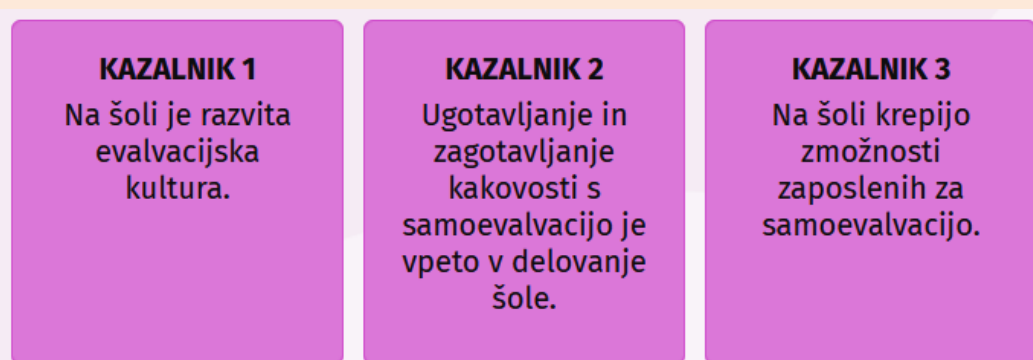 KAZALNIK 1
Na šoli je razvita
evalvacijska
kultura.
KAZALNIK 2
Ugotavljanje in
zagotavljanje
kakovosti s
samoevalvacijo je
vpeto v delovanje
šole.
KAZALNIK 3
Na šoli krepijo
zmožnosti
zaposlenih za
samoevalvacijo.